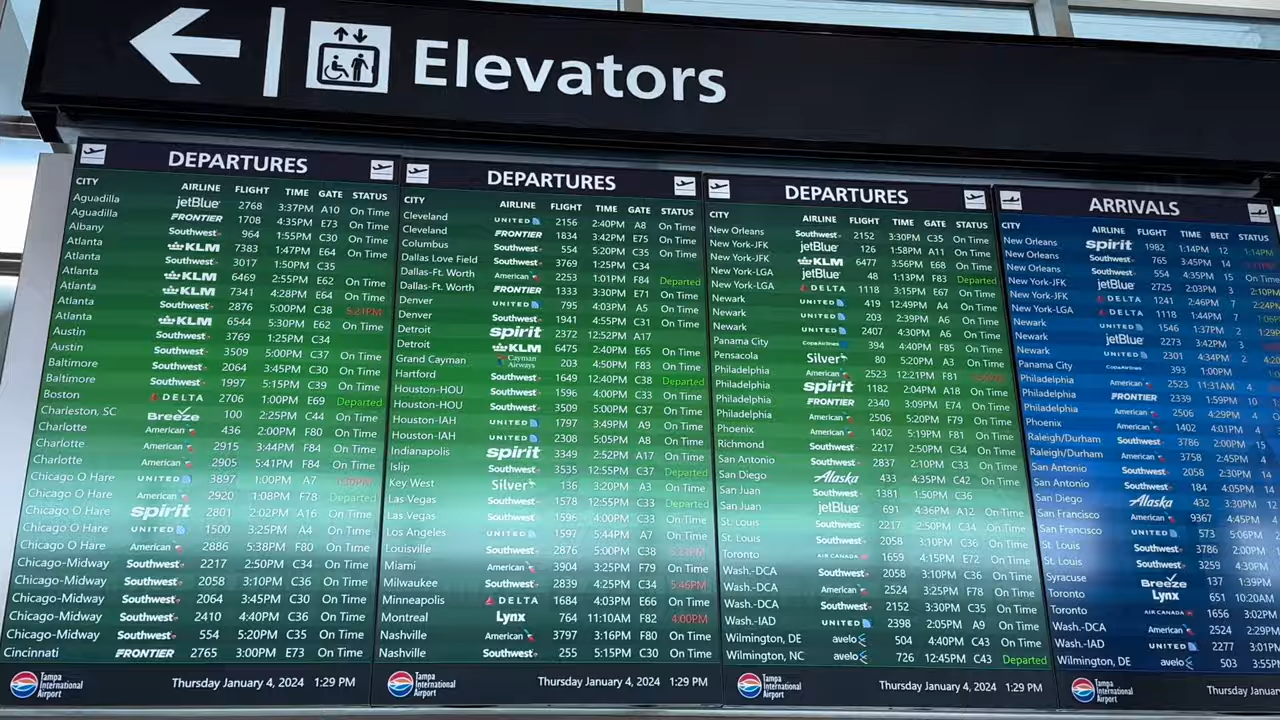 Elevators
DEPARTURES
CITY AIRLINE FLIGHT TIME GATE STATUS
Aguadilla jetBlue 2768 3:37PM A10 On Time
Aguadilla FRONTIER 1708 4:35PM E73 On Time
Albany Southwest 964 1:55PM C30 On Time
Atlanta KLM 7383 1:47PM E64 On Time
Atlanta Southwest 3017 1:50PM C35
Atlanta KLM 6469 2:55PM E62 On Time
Atlanta KLM 7341 4:28PM E64 On Time
Atlanta Southwest 2876 5:00PM C38 5:21PM
Atlanta KLM 6544 5:30PM E62 On Time
Austin Southwest 3769 1:25PM C34
Austin Southwest 3509 5:00PM C37 On Time
Baltimore Southwest 2064 3:45PM C30 On Time
Baltimore Southwest 1997 5:15PM C39 On Time
Boston DELTA 2706 1:00PM E69 Departed
Charleston, SC Breeze 100 2:25PM C44 On Time
Charlotte American 436 2:00PM F80 On Time
Charlotte American 2915 3:44PM F84 On Time
Charlotte American 2905 5:41PM F84 On Time
Chicago O Hare UNITED 3897 1:00PM A7
Chicago O Hare American 2920 1:08PM F78 Departed
Chicago O Hare spirit 2801 2:02PM A16 On Time
Chicago O Hare UNITED 1500 3:25PM A4 On Time
Chicago O Hare American 2886 5:38PM F80 On Time
Chicago-Midway Southwest 2217 2:50PM C34 On Time
Chicago-Midway Southwest 2058 3:10PM C36 On Time
Chicago-Midway Southwest 2064 3:45PM C30 On Time
Chicago-Midway Southwest 2410 4:40PM C36 On Time
Chicago-Midway Southwest 554 5:20PM C35 On Time
Cincinnati FRONTIER 2765 3:00PM E73 On Time
Tampa International Airport Thursday January 4, 2024 1:29 PM
DEPARTURES
CITY AIRLINE FLIGHT TIME GATE STATUS
Cleveland UNITED 2156 2:40PM A8 On Time
Cleveland FRONTIER 1834 3:42PM E75 On Time
Columbus Southwest 554 5:20PM C35 On Time
Dallas Love Field Southwest 3769 1:25PM C34
Dallas-Ft. Worth American 2253 1:01PM F84 Departed
Dallas-Ft. Worth FRONTIER 1333 3:30PM E71 On Time
Denver UNITED 795 4:03PM A5 On Time
Denver Southwest 1941 4:55PM C31 On Time
Detroit spirit 2372 12:52PM A17
Detroit KLM 6475 2:40PM E65 On Time
Grand Cayman Cayman Airways 203 4:50PM F83 On Time
Hartford Southwest 1649 12:40PM C38 Departed
Houston-HOU Southwest 1596 4:00PM C33 On Time
Houston-HOU Southwest 3509 5:00PM C37 On Time
Houston-IAH UNITED 1797 3:49PM A9 On Time
Houston-IAH UNITED 2308 5:05PM A8 On Time
Indianapolis spirit 3349 2:52PM A17 On Time
Islip Southwest 3535 12:55PM C37 Departed
Key West Silver 136 3:20PM A3 On Time
Las Vegas Southwest 1578 12:55PM C33 Departed
Las Vegas Southwest 1596 4:00PM C33 On Time
Los Angeles UNITED 1597 5:44PM A7 On Time
Louisville Southwest 2876 5:00PM C38 5:21PM
Miami American 3904 3:25PM F79 On Time
Milwaukee Southwest 2839 4:25PM C34 5:46PM
Minneapolis DELTA 1684 4:03PM E66 On Time
Montreal Lynx 764 11:10AM F82 4:00PM
Nashville American 3797 3:16PM F80 On Time
Nashville Southwest 255 5:15PM C30 On Time
Tampa International Airport Thursday January 4, 2024 1:29 PM
DEPARTURES
CITY AIRLINE FLIGHT TIME GATE STATUS
New Orleans Southwest 2152 3:30PM C35 On Time
New York-JFK jetBlue 126 1:58PM A11 On Time
New York-JFK KLM 6477 3:56PM E68 On Time
New York-LGA jetBlue 48 1:13PM F83 Departed
New York-LGA DELTA 1118 3:15PM E67 On Time
Newark UNITED 419 12:49PM A4 On Time
Newark UNITED 203 2:39PM A6 On Time
Newark UNITED 2407 4:30PM A6 On Time
Panama City CopaAirlines 394 4:40PM F85 On Time
Pensacola Silver 80 5:20PM A3 On Time
Philadelphia American 2523 12:21PM F81
Philadelphia spirit 1182 2:04PM A18 On Time
Philadelphia FRONTIER 2340 3:09PM E74 On Time
Philadelphia American 2506 5:20PM F79 On Time
Phoenix American 1402 5:19PM F81 On Time
Richmond Southwest 2217 2:50PM C34 On Time
San Antonio Southwest 2837 2:10PM C33 On Time
San Diego Alaska 433 4:35PM C42 On Time
San Juan Southwest 1381 1:50PM C36
San Juan jetBlue 691 4:36PM A12 On Time
St. Louis Southwest 2217 2:50PM C34 On Time
St. Louis Southwest 2058 3:10PM C36 On Time
Toronto AIR CANADA 1659 4:15PM E72 On Time
Wash.-DCA Southwest 2058 3:10PM C36 On Time
Wash.-DCA American 2524 3:25PM F78 On Time
Wash.-DCA Southwest 2152 3:30PM C35 On Time
Wash.-IAD UNITED 2398 2:05PM A9 On Time
Wilmington, DE avelo 504 4:40PM C43 On Time
Wilmington, NC avelo 726 12:45PM C43 Departed
Tampa International Airport Thursday January 4, 2024 1:29 PM
ARRIVALS
CITY AIRLINE FLIGHT TIME BELT STATUS
New Orleans spirit 1982 1:14PM 12 1:14PM
New Orleans Southwest 765 3:45PM 14
New Orleans Southwest 554 4:35PM 15 On Time
New York-JFK jetBlue 2725 2:03PM 3
New York-JFK DELTA 1241 2:46PM 7 2:24PM
New York-LGA DELTA 1118 1:44PM 7
Newark UNITED 1546 1:37PM 2
Newark jetBlue 2273 3:42PM 3
Newark UNITED 2301 4:34PM 2
Panama City CopaAirlines 393 1:00PM
Philadelphia American 2523 11:31AM 4
Philadelphia FRONTIER 2339 1:59PM 10
Philadelphia American 2506 4:29PM 4
Phoenix American 1402 4:01PM 4
Raleigh/Durham Southwest 3786 2:00PM 15
Raleigh/Durham American 3758 2:45PM 4
San Antonio Southwest 2058 2:30PM 14
San Antonio Southwest 184 4:05PM 14
San Diego Alaska 432 3:30PM 12
San Francisco American 9367 4:45PM 4
San Francisco UNITED 573 5:06PM
St. Louis Southwest 3786 2:00PM
St. Louis Southwest 3259 4:30PM
Syracuse Breeze 137 1:39PM
Toronto Lynx 651 10:20AM
Toronto AIR CANADA 1656 3:02PM
Wash.-DCA American 2524 2:29PM
Wash.-IAD UNITED 2277 3:01PM
Wilmington, DE avelo 503 3:55P
Tampa International Airport Thursday January